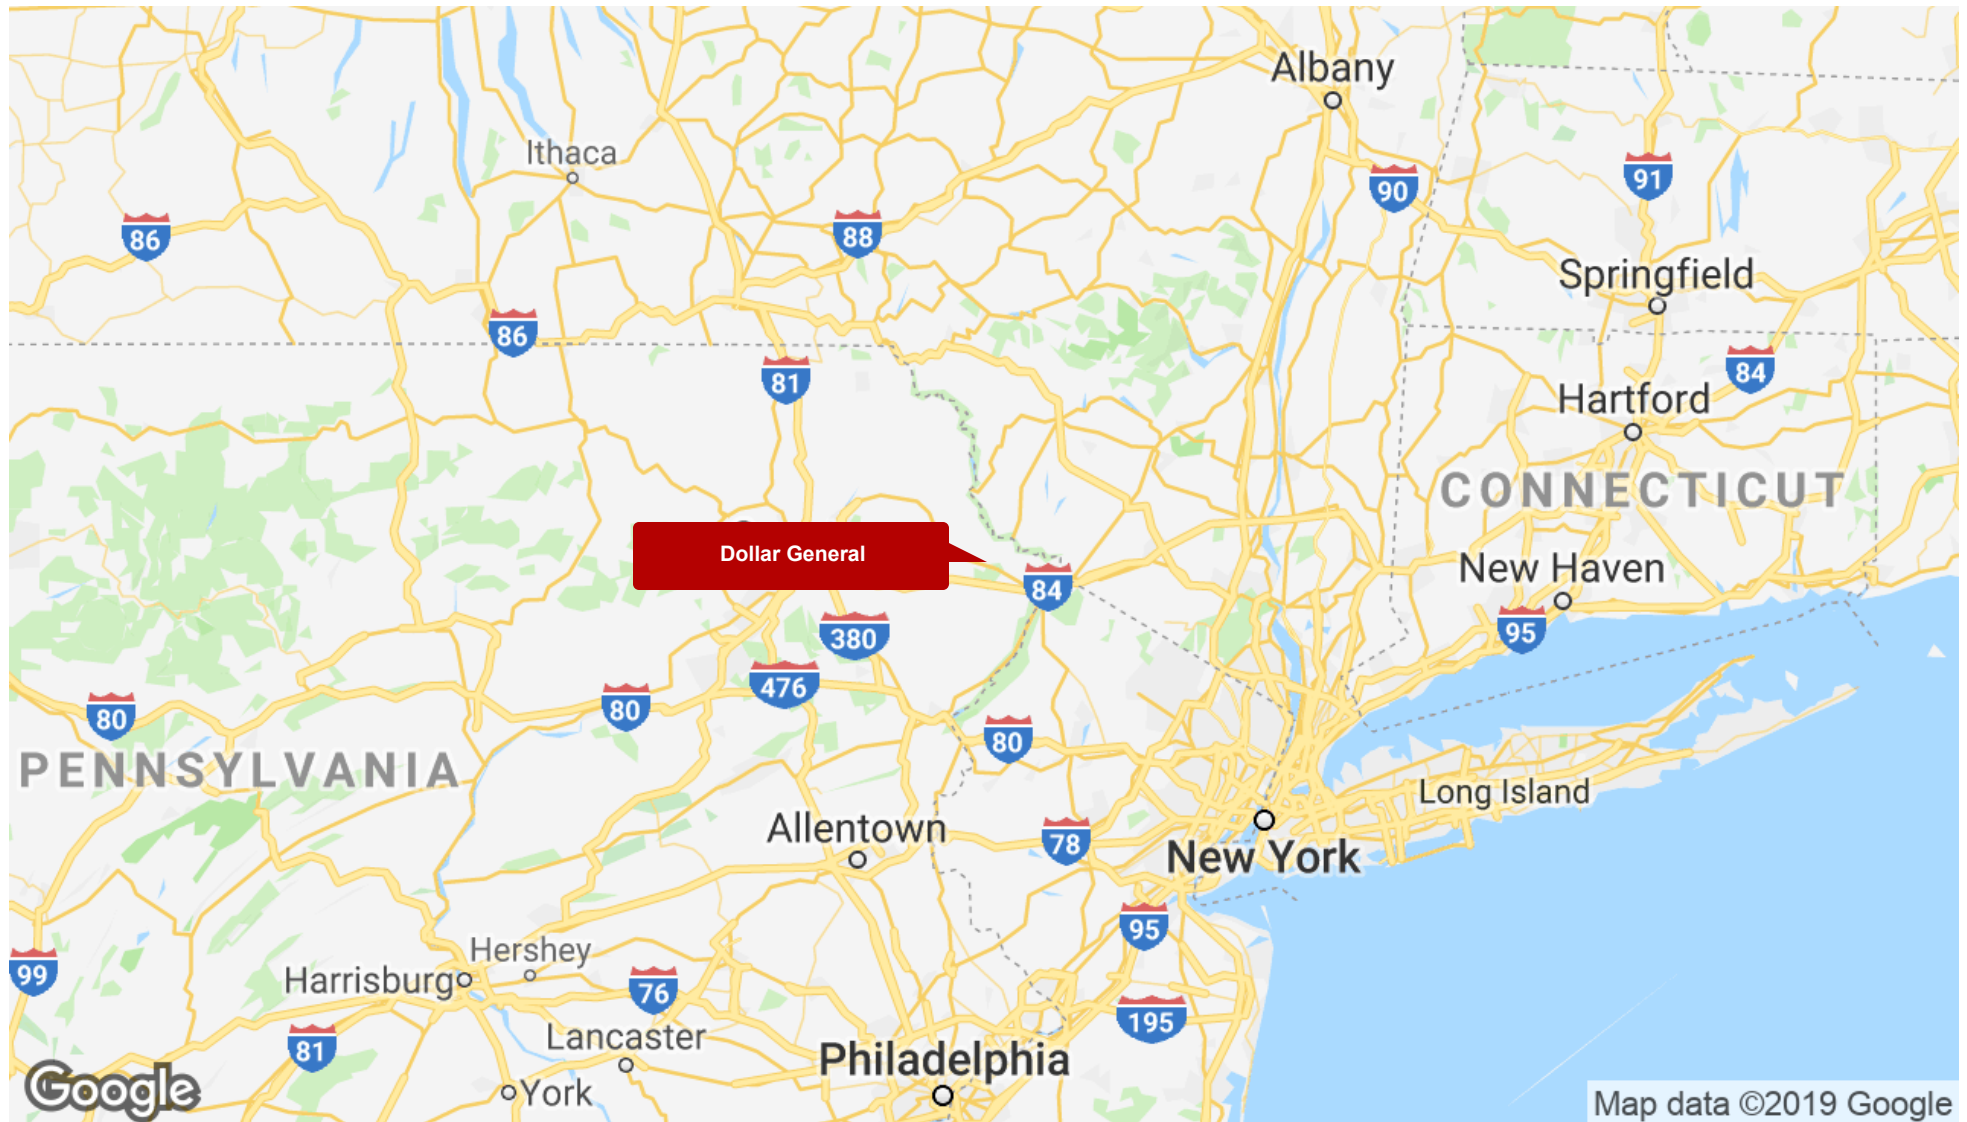 Albany
Ithaca
90
91
86
88
Springfield
86
81
84
Hartford
CONNECTICUT
Dollar General
New Haven
84
380
95
476
80
80
80
PENNSYLVANIA
Long Island
Allentown
78
New York
95
Hershey
99
Harrisburg
76
195
81
Lancaster
Philadelphia
York
Google
Map data ©2019 Google